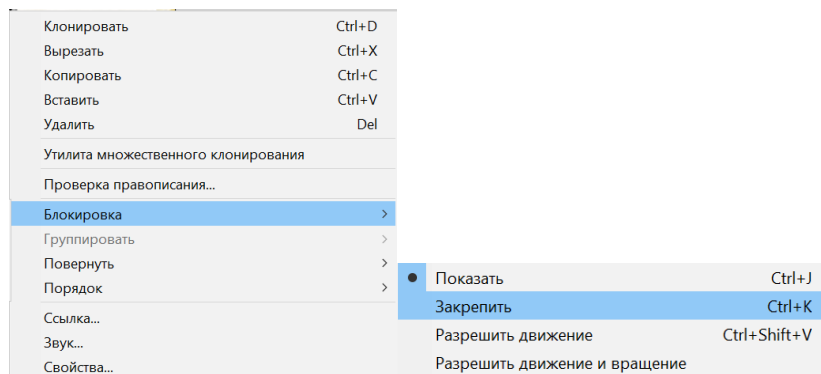 Клонировать Ctrl+D
Вырезать Ctrl+X
Копировать Ctrl+C
Вставить Ctrl+V
Удалить Del
Утилита множественного клонирования
Проверка правописания...
Блокировка
Группировать
Повернуть
Порядок
Ссылка...
Звук...
Свойства...
Показать Ctrl+J
Закрепить Ctrl+K
Разрешить движение Ctrl+Shift+V
Разрешить движение и вращение